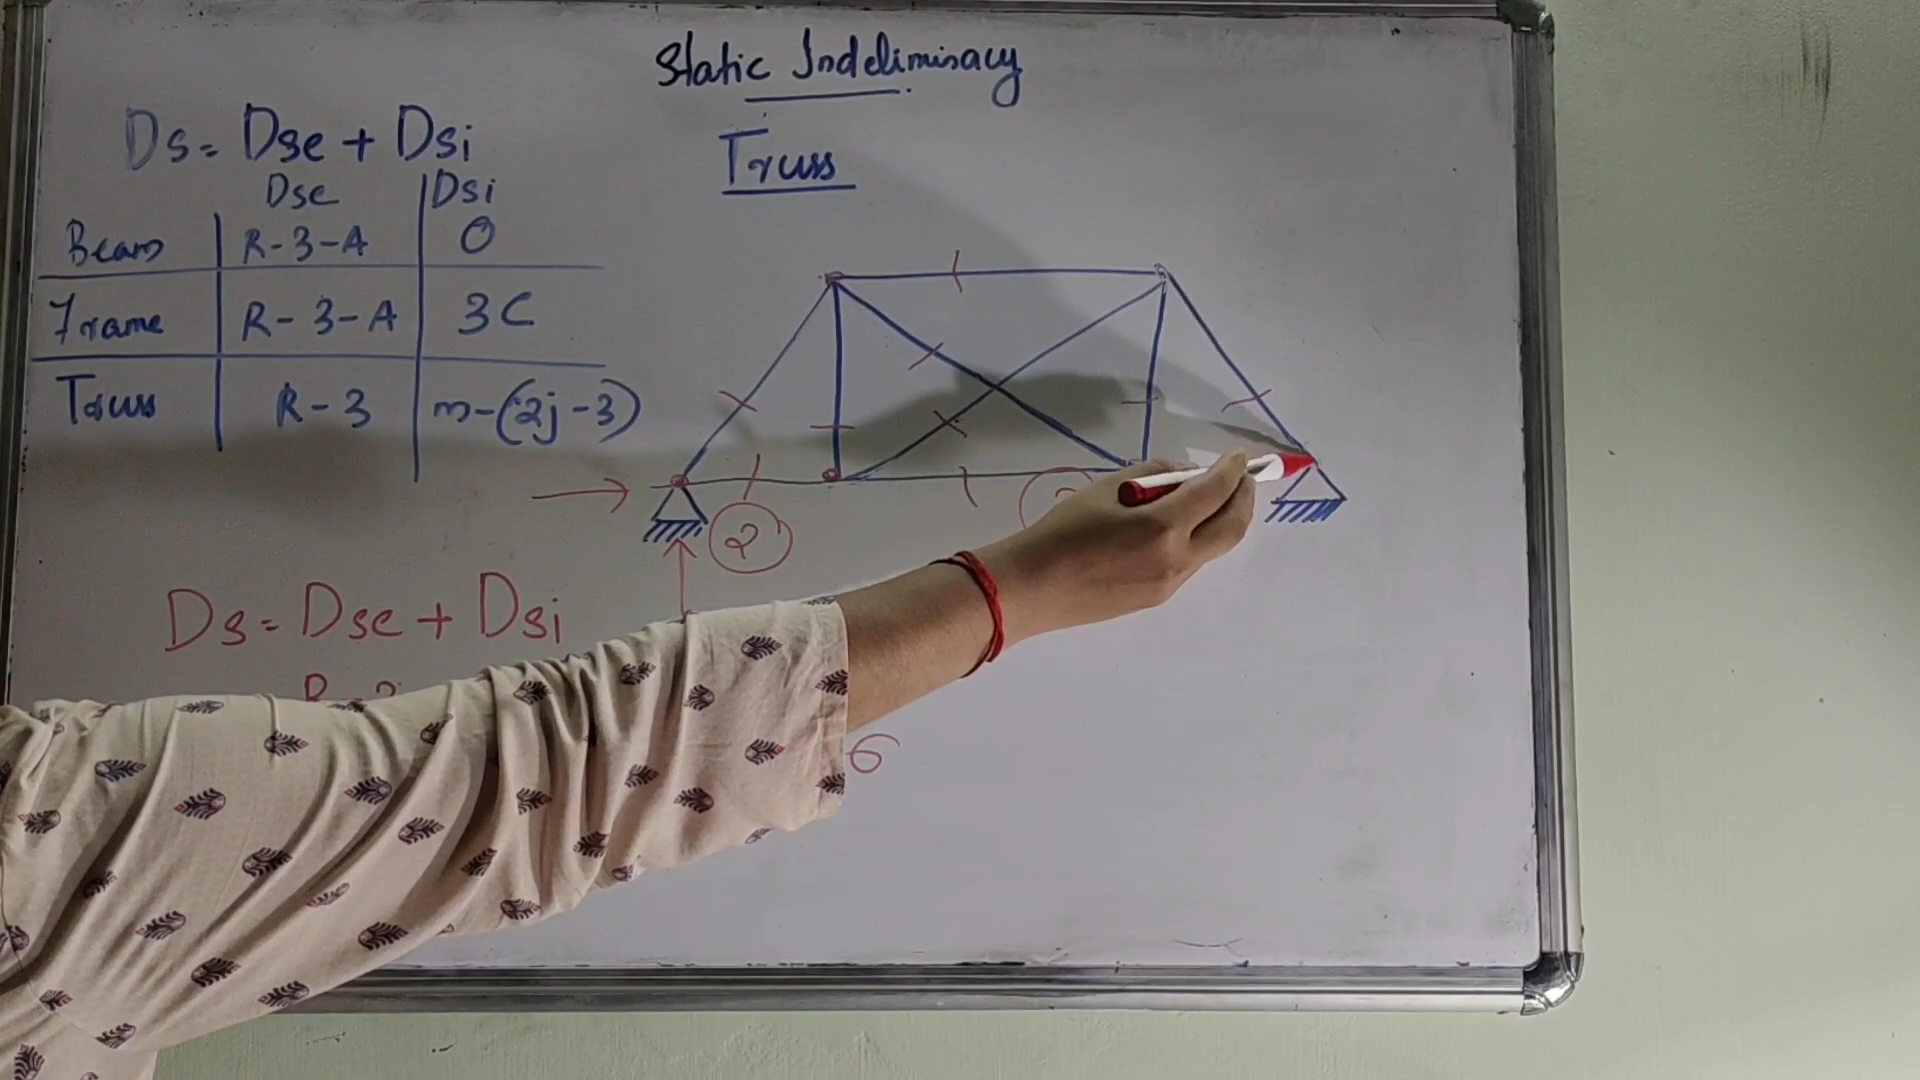 Static Indeliminacy
Truss
Ds = Dse + Dsi
Dse | Dsi
Beam | R-3-A | 0
Frame | R-3-A | 3C
Truss | R-3 | m-(2j-3)
2
Ds = Dse + Dsi
6